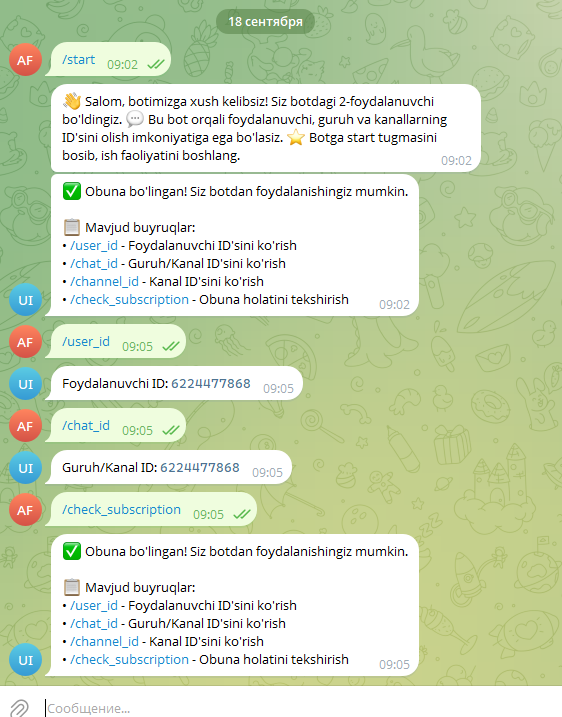 18 сентября
AF
/start 09:02
👋 Salom, botimizga xush kelibsiz! Siz botdagi 2-foydalanuvchi
bo'ldingiz. 💬 Bu bot orqali foydalanuvchi, guruh va kanallarning
ID'sini olish imkoniyatiga ega bo'lasiz. ⭐ Botga start tugmasini
bosib, ish faoliyatini boshlang. 09:02
✅ Obuna bo'lingan! Siz botdan foydalanishingiz mumkin.
📋 Mavjud buyruqlar:
• /user_id - Foydalanuvchi ID'sini ko'rish
• /chat_id - Guruh/Kanal ID'sini ko'rish
• /channel_id - Kanal ID'sini ko'rish
• /check_subscription - Obuna holatini tekshirish 09:02
UI
AF
/user_id 09:05
UI
Foydalanuvchi ID: 6224477868 09:05
AF
/chat_id 09:05
UI
Guruh/Kanal ID: 6224477868 09:05
AF
/check_subscription 09:05
✅ Obuna bo'lingan! Siz botdan foydalanishingiz mumkin.
📋 Mavjud buyruqlar:
• /user_id - Foydalanuvchi ID'sini ko'rish
• /chat_id - Guruh/Kanal ID'sini ko'rish
• /channel_id - Kanal ID'sini ko'rish
• /check_subscription - Obuna holatini tekshirish 09:05
UI
Сообщение...